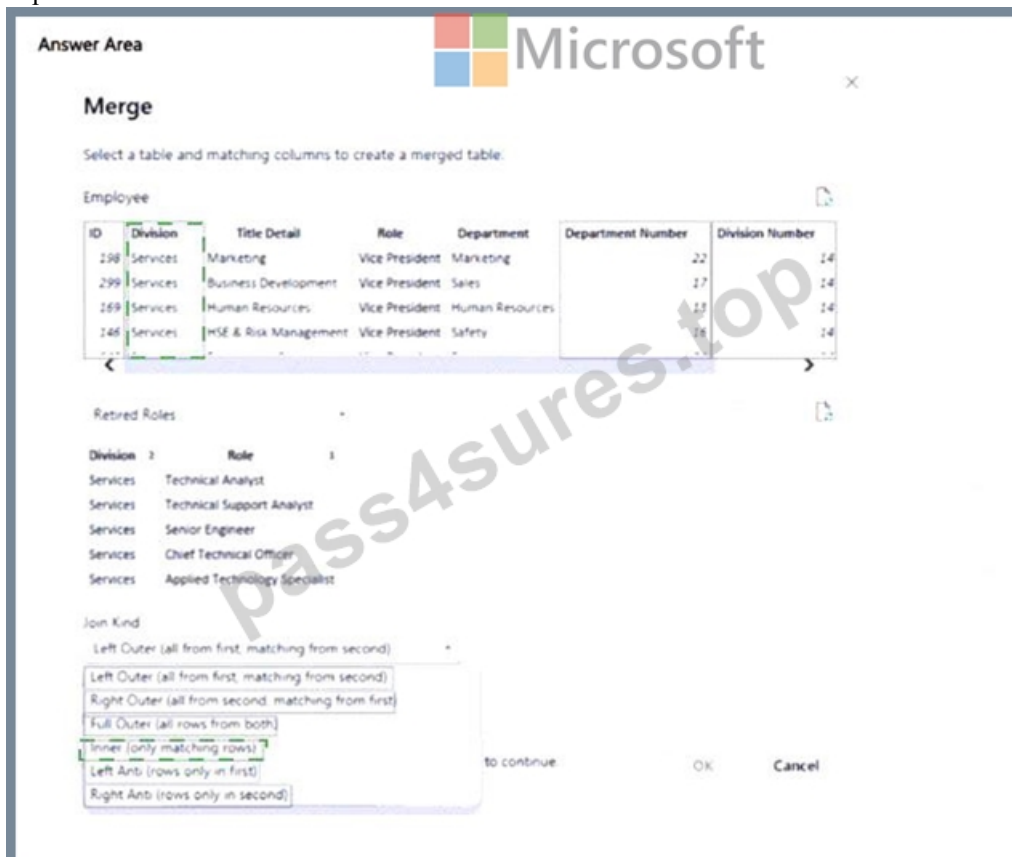 Answer Area
Microsoft
Merge
Select a table and matching columns to create a merged table.
Employee
ID Division Title Detail Role Department Department Number Division Number
198 Services Marketing Vice President Marketing 22 14
299 Services Business Development Vice President Sales 17 14
169 Services Human Resources Vice President Human Resources 13 14
146 Services HSE & Risk Management Vice President Safety 16 14
Retired Roles
Division 2 Role 1
Services Technical Analyst
Services Technical Support Analyst
Services Senior Engineer
Services Chief Technical Officer
Services Applied Technology Specialist
Join Kind
Left Outer (all from first, matching from second)
Left Outer (all from first, matching from second)
Right Outer (all from second, matching from first)
Full Outer (all rows from both)
Inner (only matching rows)
Left Anti (rows only in first)
to continue
OK Cancel
Right Anti (rows only in second)
pass4sures.top